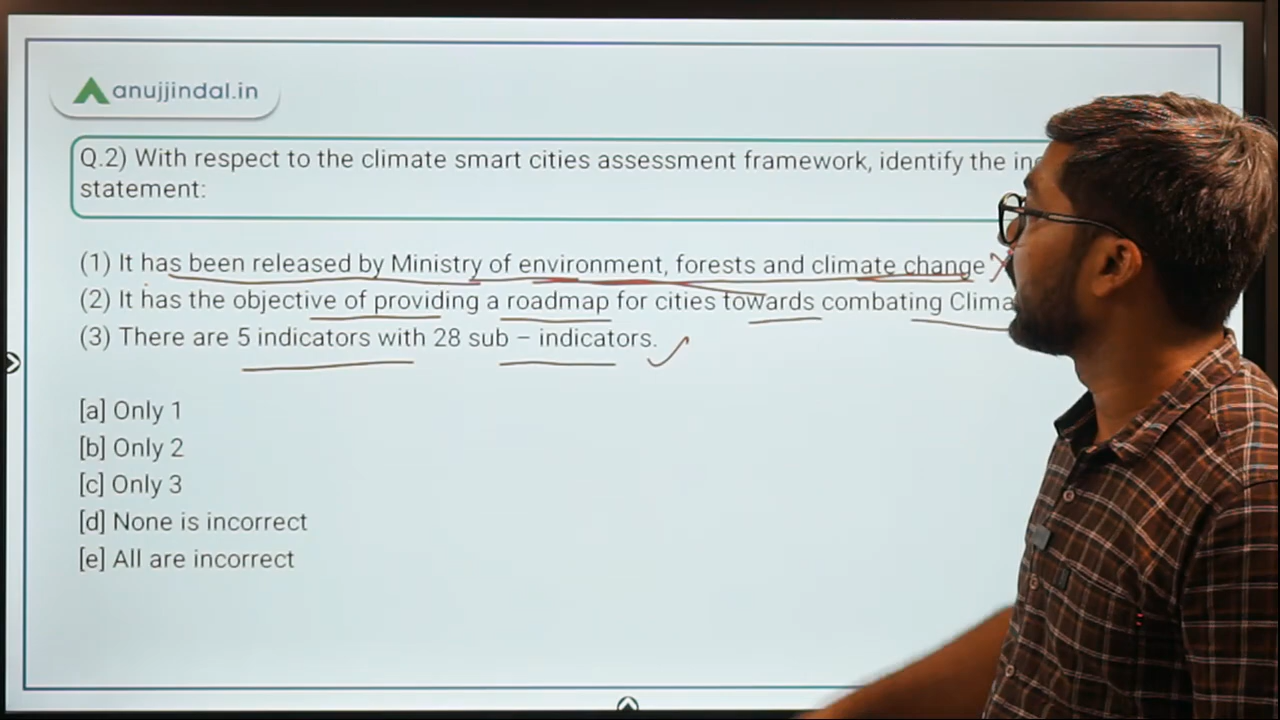 anujjindal.in
Q.2) With respect to the climate smart cities assessment framework, identify the
statement:
(1) It has been released by Ministry of environment, forests and climate change
(2) It has the objective of providing a roadmap for cities towards combating
(3) There are 5 indicators with 28 sub – indicators.
[a] Only 1
[b] Only 2
[c] Only 3
[d] None is incorrect
[e] All are incorrect